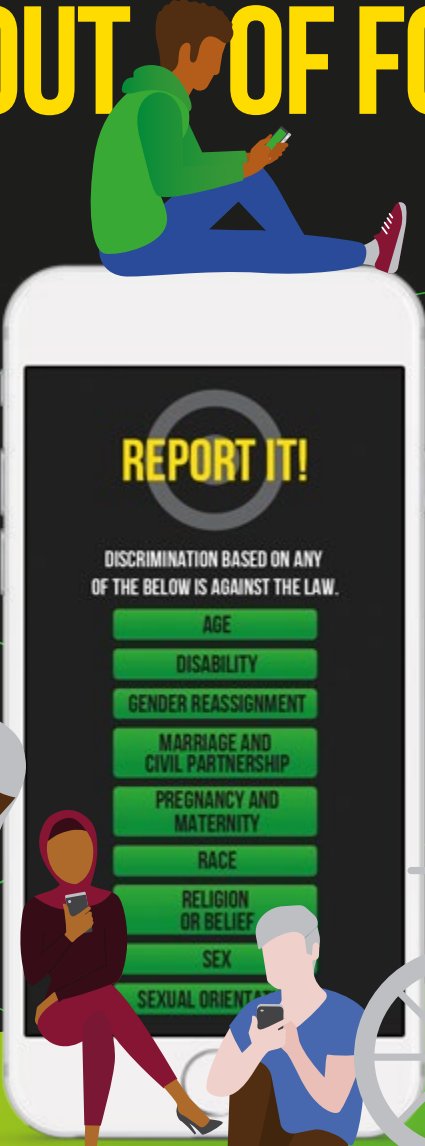 OUT OF FO
REPORT IT!
DISCRIMINATION BASED ON ANY
OF THE BELOW IS AGAINST THE LAW.
AGE
DISABILITY
GENDER REASSIGNMENT
MARRIAGE AND
CIVIL PARTNERSHIP
PREGNANCY AND
MATERNITY
RACE
RELIGION
OR BELIEF
SEX
SEXUAL ORIENTAT